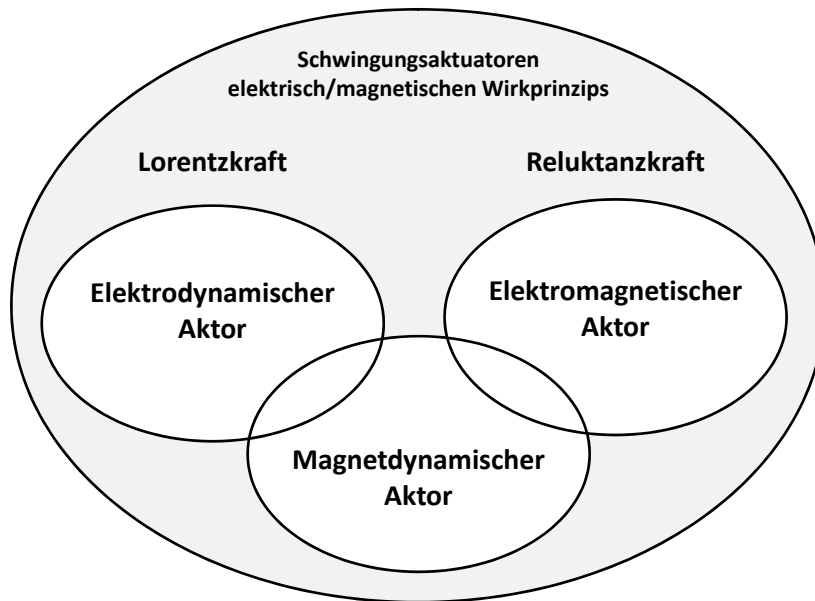 Schwingungsaktuatoren
elektrisch/magnetischen Wirkprinzips
Lorentzkraft
Reluktanzkraft
Elektrodynamischer
Aktor
Elektromagnetischer
Aktor
Magnetdynamischer
Aktor